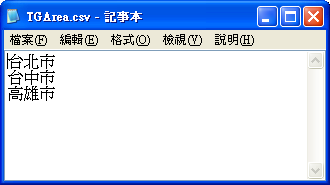 TGArea.csv - 記事本
檔案(F) 編輯(E) 格式(O) 檢視(V) 說明(H)
台北市
台中市
高雄市